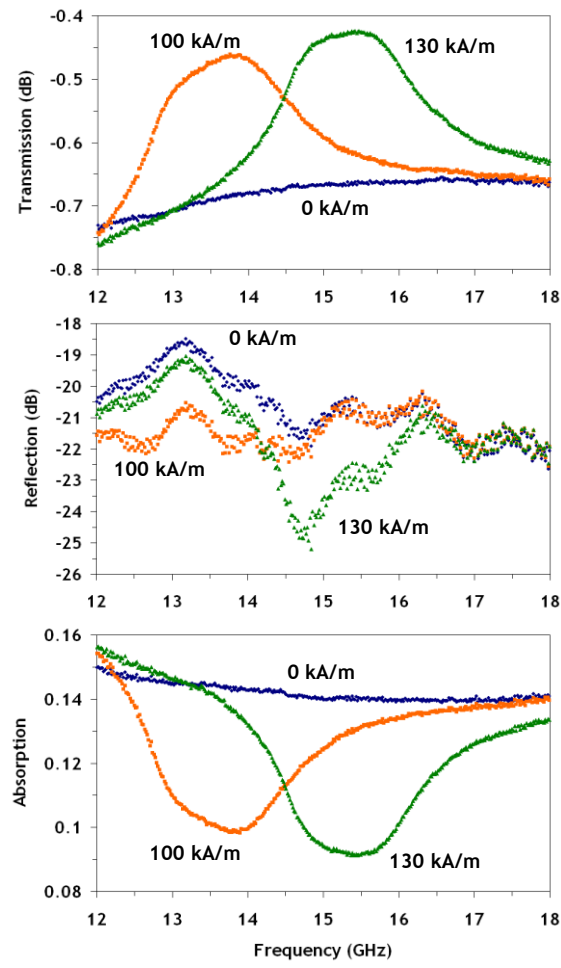 -0.4
100 kA/m
130 kA/m
-0.5
Transmission (dB)
-0.6
0 kA/m
-0.7
-0.8
12 13 14 15 16 17 18
-18
0 kA/m
-19
-20
Reflection (dB)
-21
-22
100 kA/m
-23
-24
130 kA/m
-25
-26
12 13 14 15 16 17 18
0.16
0 kA/m
0.14
Absorption
0.12
0.1
100 kA/m
130 kA/m
0.08
12 13 14 15 16 17 18
Frequency (GHz)